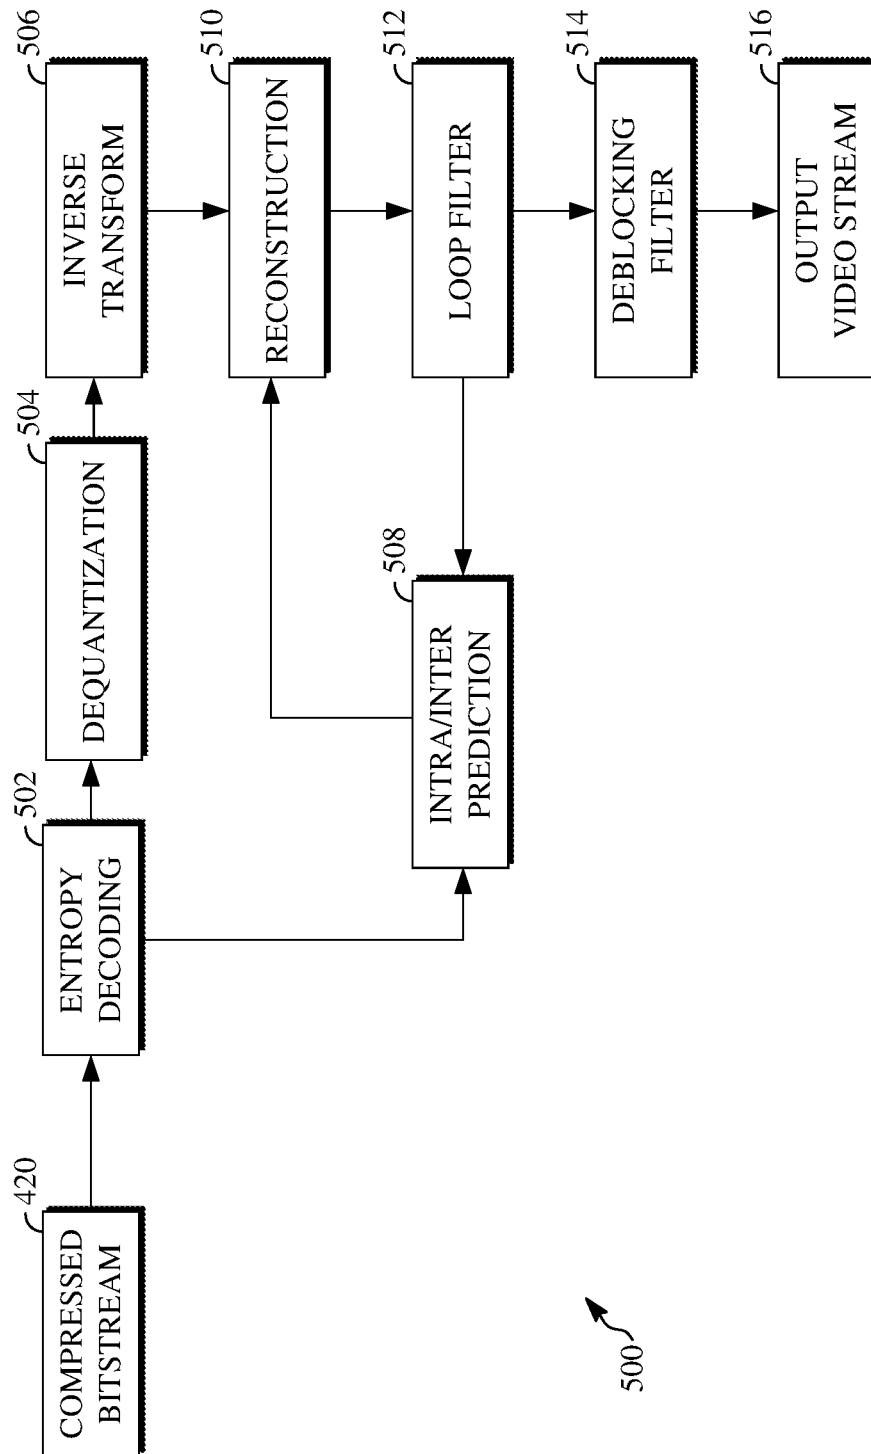 420
COMPRESSED
BITSTREAM
502
ENTROPY
DECODING
504
DEQUANTIZATION
506
INVERSE
TRANSFORM
508
INTRA/INTER
PREDICTION
510
RECONSTRUCTION
512
LOOP FILTER
514
DEBLOCKING
FILTER
516
OUTPUT
VIDEO STREAM
500